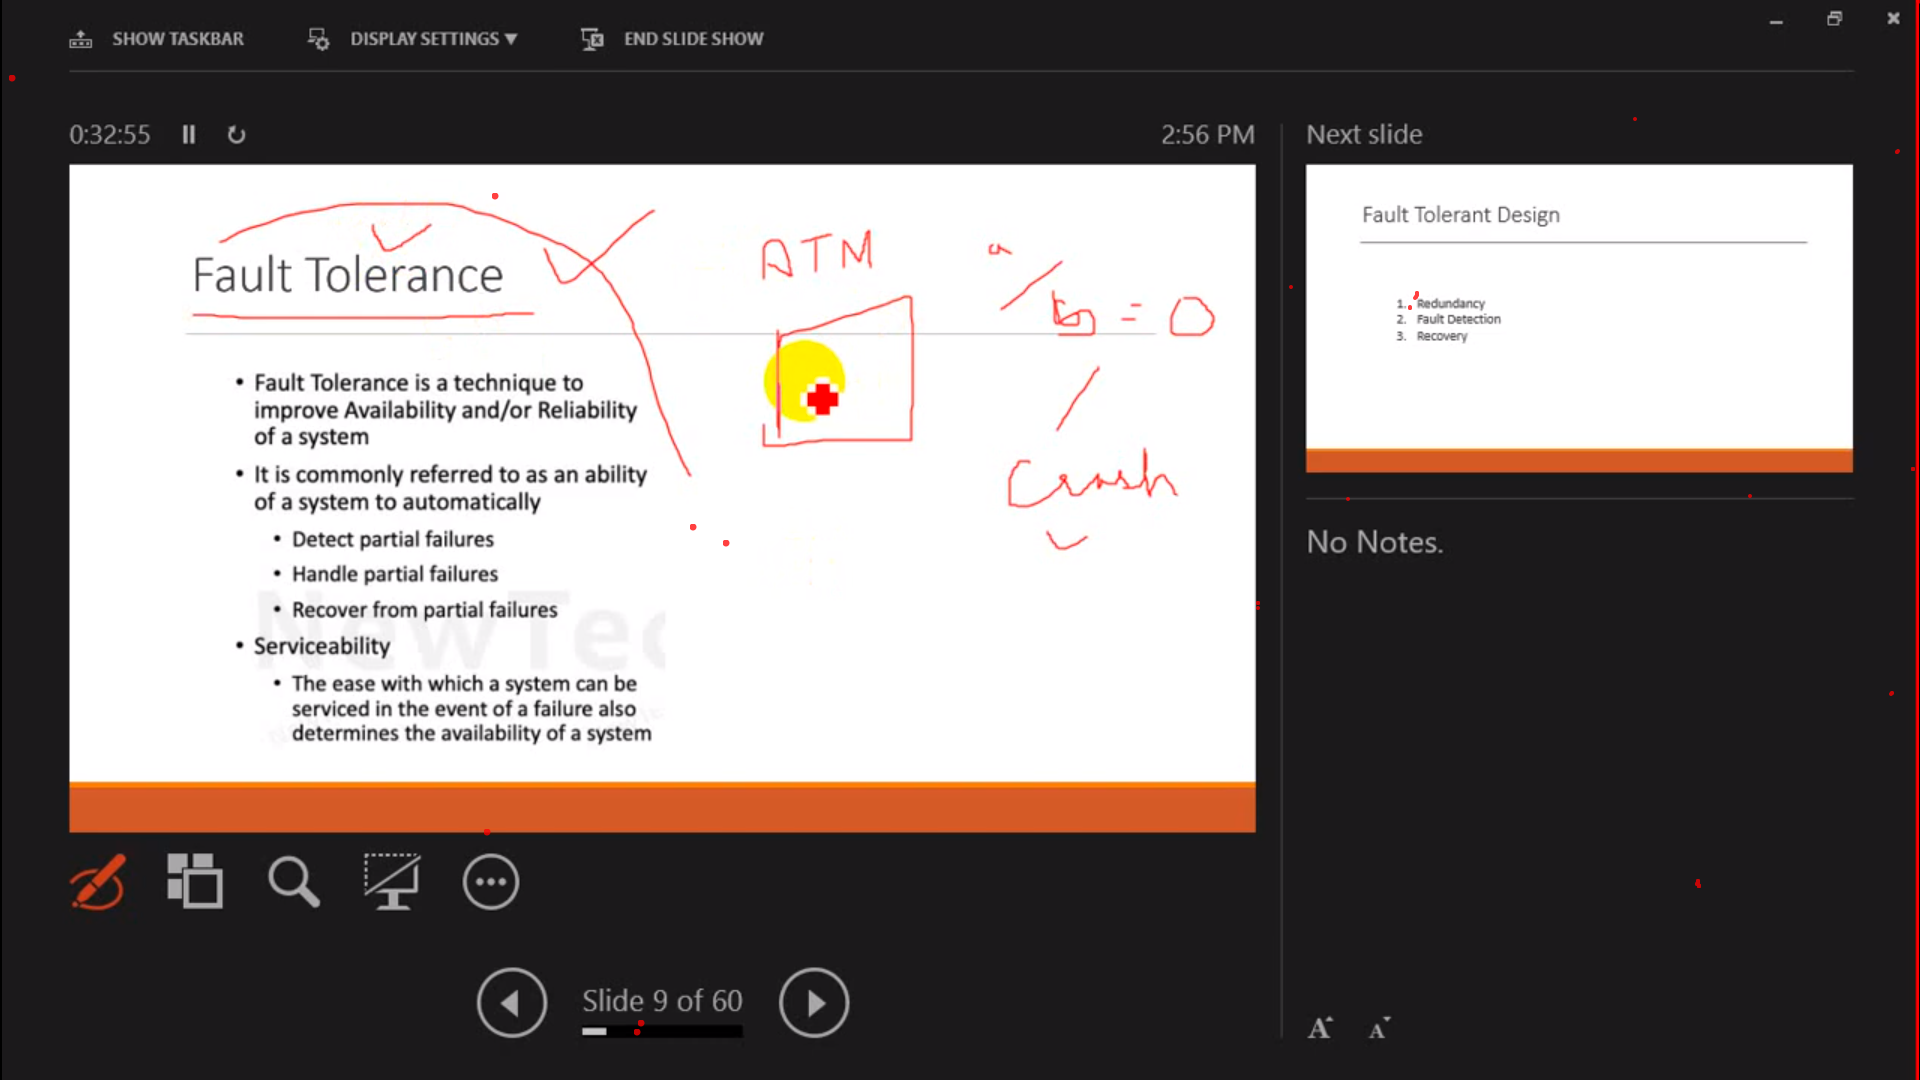 SHOW TASKBAR
DISPLAY SETTINGS
END SLIDE SHOW
0:32:55
2:56 PM
Fault Tolerance
• Fault Tolerance is a technique to
improve Availability and/or Reliability
of a system
• It is commonly referred to as an ability
of a system to automatically
• Detect partial failures
• Handle partial failures
• Recover from partial failures
• Serviceability
• The ease with which a system can be
serviced in the event of a failure also
determines the availability of a system
NewTec
ATM
a/b = 0
Crash
Slide 9 of 60
Next slide
Fault Tolerant Design
1. Redundancy
2. Fault Detection
3. Recovery
No Notes.
A A